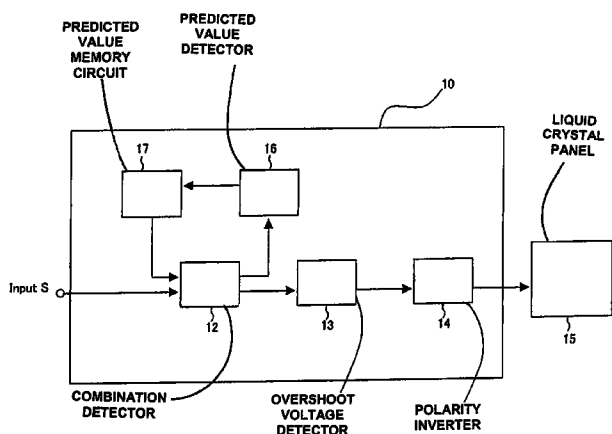 PREDICTED
VALUE
MEMORY
CIRCUIT
PREDICTED
VALUE
DETECTOR
10
LIQUID
CRYSTAL
PANEL
17
16
Input S
12
13
14
15
COMBINATION
DETECTOR
OVERSHOOT
VOLTAGE
DETECTOR
POLARITY
INVERTER